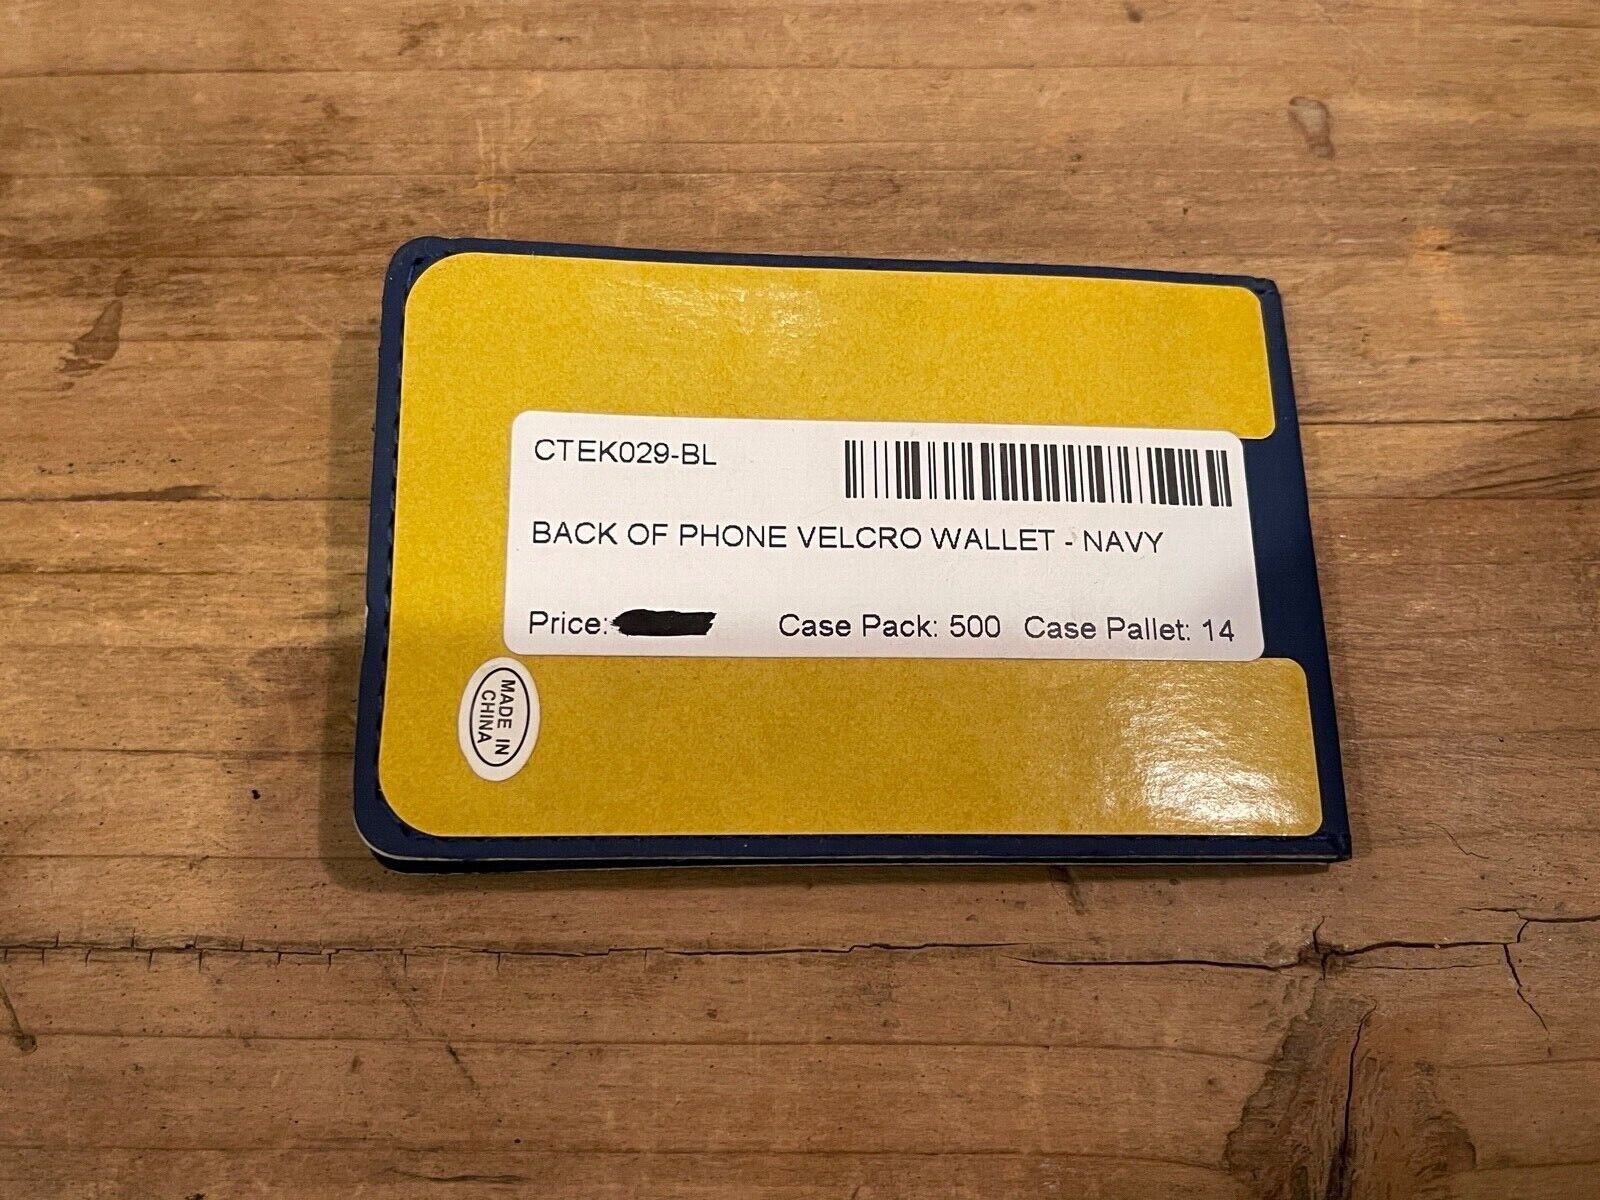 CTEK029-BL
BACK OF PHONE VELCRO WALLET - NAVY
Price: Case Pack: 500 Case Pallet: 14
MADE IN
CHINA